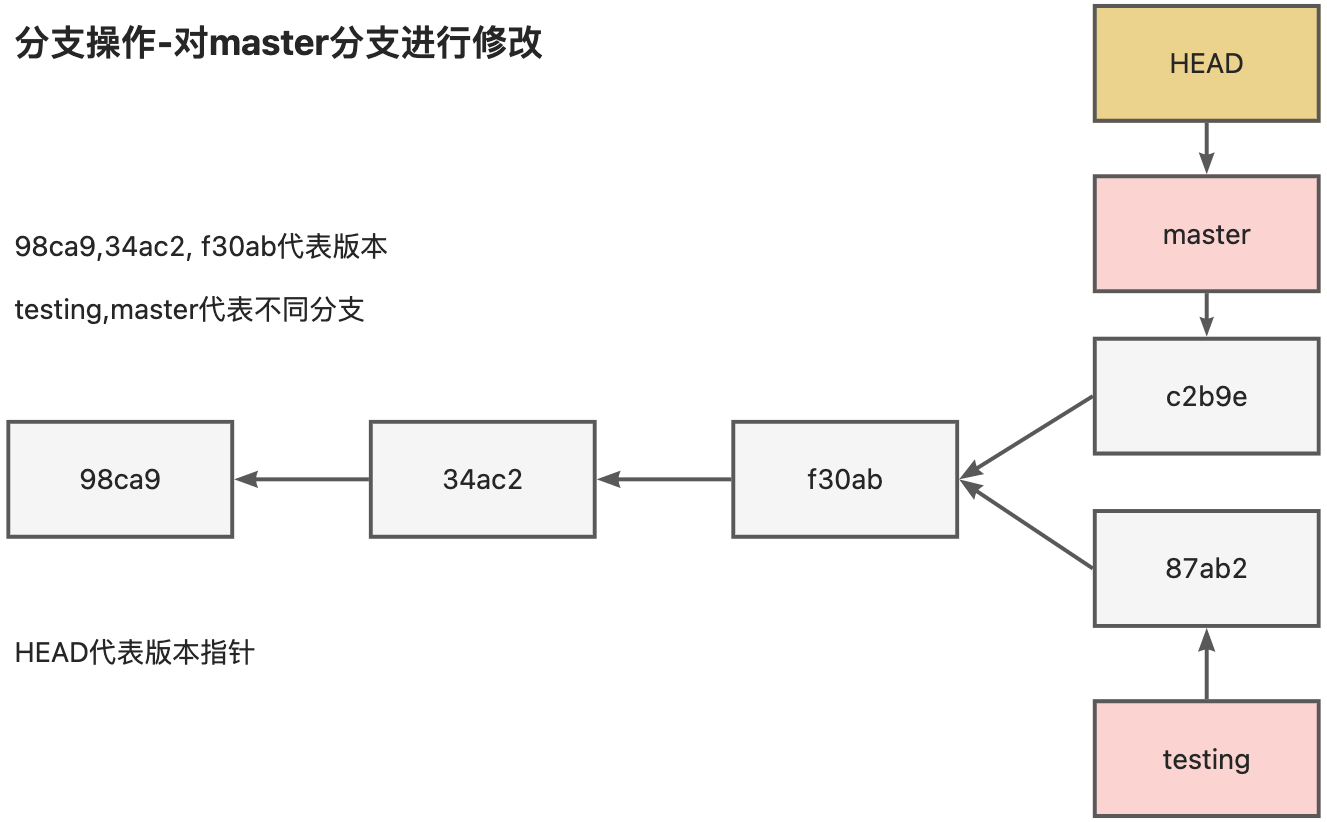 分支操作-对master分支进行修改
HEAD
master
98ca9,34ac2, f30ab代表版本
testing,master代表不同分支
c2b9e
98ca9
34ac2
f30ab
87ab2
HEAD代表版本指针
testing